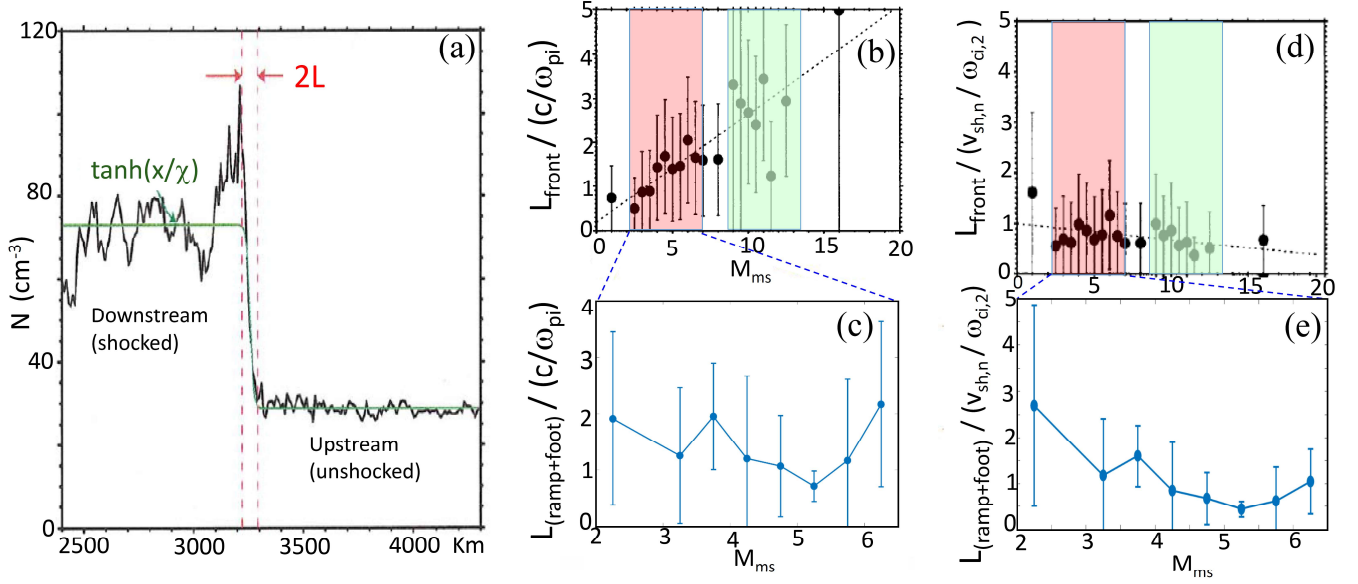 (a)
120
80
40
0
N (cm⁻³)
2L
tanh(x/χ)
Downstream
(shocked)
Upstream
(unshocked)
2500
3000
3500
4000
Km
(b)
5
4
3
2
1
0
L_front / (c/ω_pi)
0
5
10
15
20
M_ms
(c)
4
3
2
1
0
L_(ramp+foot) / (c/ω_pi)
2
3
4
5
6
M_ms
(d)
5
4
3
2
1
0
L_front / (v_sh,n / ω_ci,2)
0
5
10
15
20
M_ms
(e)
5
4
3
2
1
0
L_(ramp+foot) / (v_sh,n / ω_ci,2)
2
3
4
5
6
M_ms